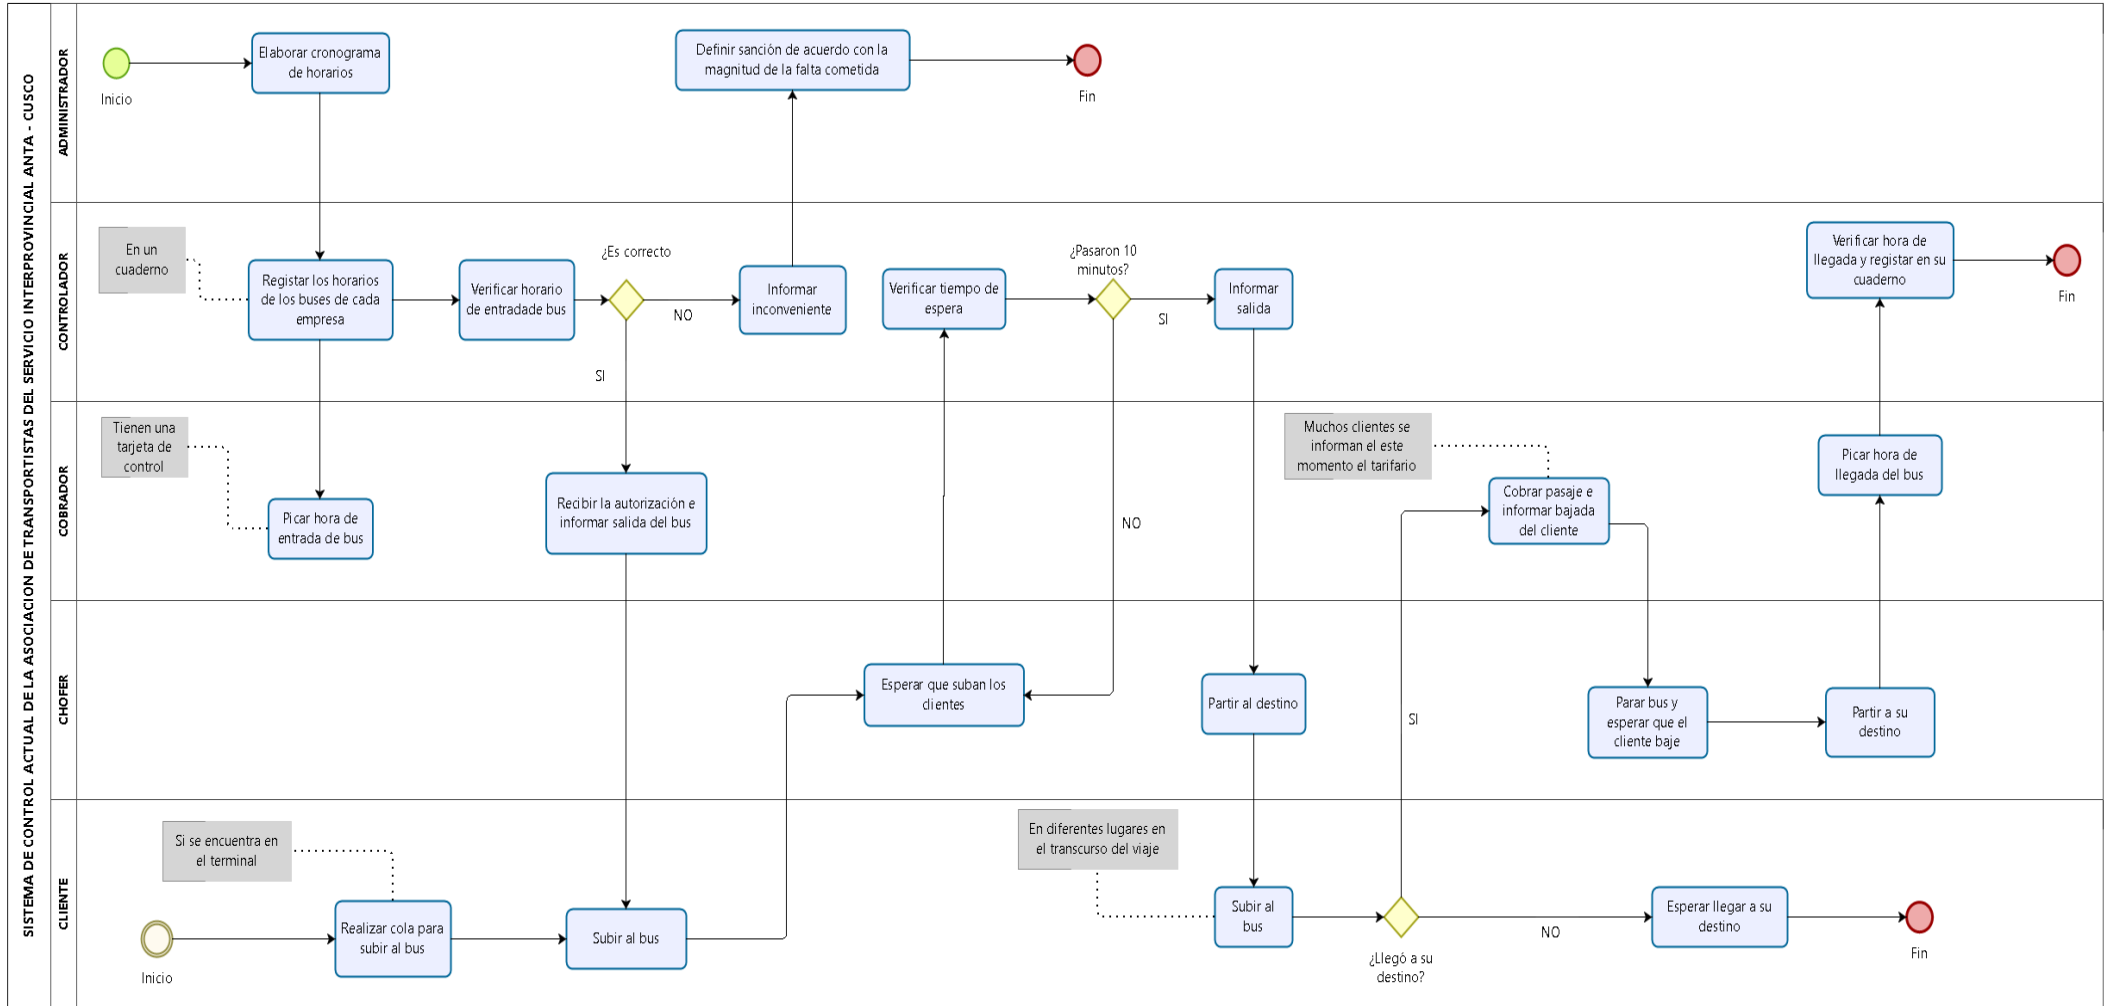 SISTEMA DE CONTROL ACTUAL DE LA ASOCIACION DE TRANSPORTISTAS DEL SERVICIO INTERPROVINCIAL ANTA - CUSCO
ADMINISTRADOR
Inicio
Elaborar cronograma
de horarios
Definir sanción de acuerdo con la
magnitud de la falta cometida
Fin
CONTROLADOR
En un
cuaderno
Registar los horarios
de los buses de cada
empresa
Verificar horario
de entradade bus
¿Es correcto
NO
SI
Informar
inconveniente
Verificar tiempo de
espera
¿Pasaron 10
minutos?
SI
NO
Informar
salida
Verificar hora de
llegada y registar en su
cuaderno
Fin
COBRADOR
Tienen una
tarjeta de
control
Picar hora de
entrada de bus
Recibir la autorización e
informar salida del bus
Muchos clientes se
informan el este
momento el tarifario
Cobrar pasaje e
informar bajada
del cliente
Picar hora de
llegada del bus
CHOFER
Esperar que suban los
clientes
Partir al destino
SI
Parar bus y
esperar que el
cliente baje
Partir a su
destino
CLIENTE
Si se encuentra en
el terminal
Inicio
Realizar cola para
subir al bus
Subir al bus
En diferentes lugares en
el transcurso del viaje
Subir al
bus
¿Llegó a su
destino?
NO
Esperar llegar a su
destino
Fin